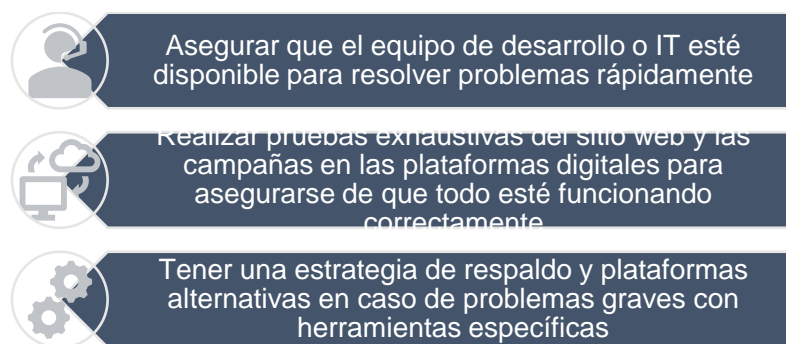 Asegurar que el equipo de desarrollo o IT esté
disponible para resolver problemas rápidamente
Realizar pruebas exhaustivas del sitio web y las
campañas en las plataformas digitales para
asegurarse de que todo esté funcionando
correctamente
Tener una estrategia de respaldo y plataformas
alternativas en caso de problemas graves con
herramientas específicas